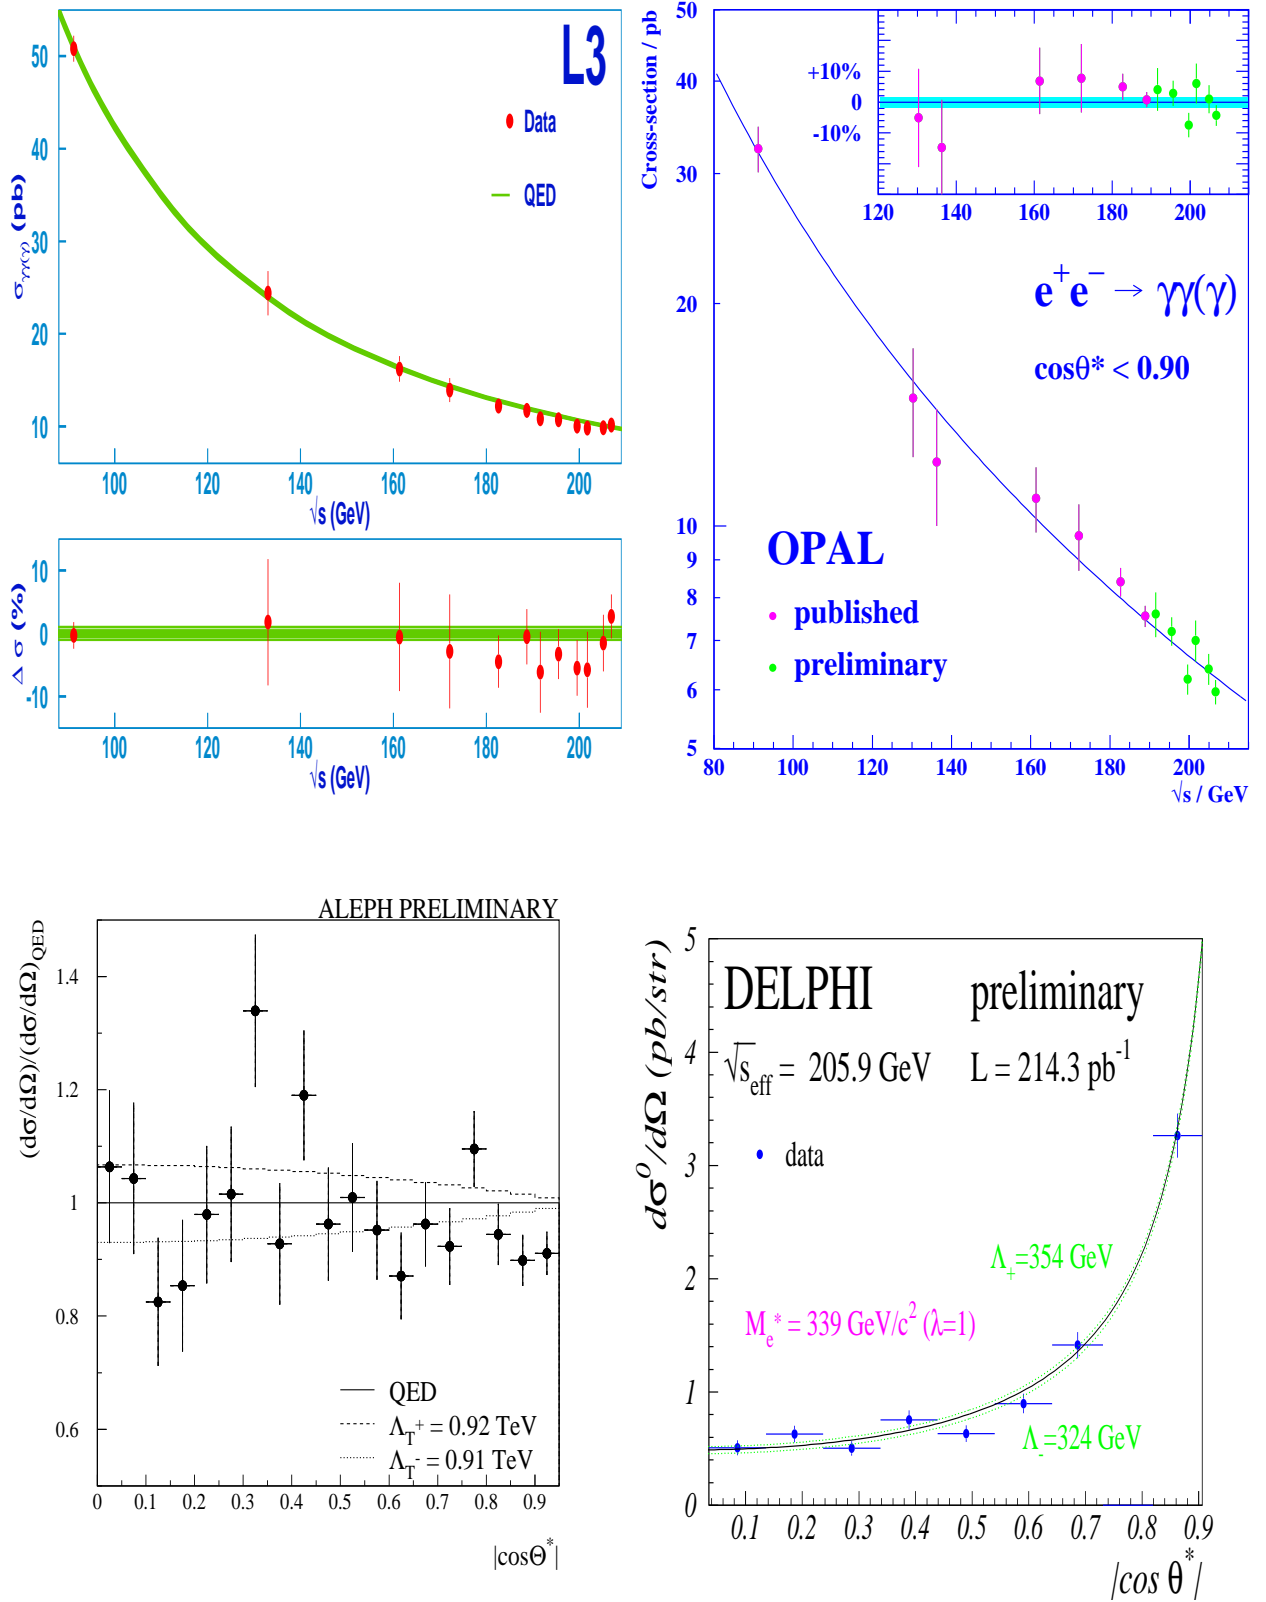 L3
Data
QED
σγγ(γ) (pb)
50
40
30
20
10
100
120
140
160
180
200
√s (GeV)
Δ σ (%)
10
0
-10
100
120
140
160
180
200
√s (GeV)
Cross-section / pb
50
40
30
20
10
9
8
7
6
5
+10%
0
-10%
120
140
160
180
200
e+e− → γγ(γ)
cosθ* < 0.90
OPAL
published
preliminary
80
100
120
140
160
180
200
√s / GeV
ALEPH PRELIMINARY
(dσ/dΩ)/(dσ/dΩ)QED
1.4
1.2
1
0.8
0.6
QED
ΛT+ = 0.92 TeV
ΛT- = 0.91 TeV
0
0.1
0.2
0.3
0.4
0.5
0.6
0.7
0.8
0.9
|cosΘ*|
dσ0/dΩ (pb/str)
5
4
3
2
1
0
DELPHI preliminary
√seff = 205.9 GeV L = 214.3 pb-1
data
Λ+=354 GeV
Me* = 339 GeV/c2 (λ=1)
Λ-=324 GeV
0.1
0.2
0.3
0.4
0.5
0.6
0.7
0.8
0.9
|cos θ*|